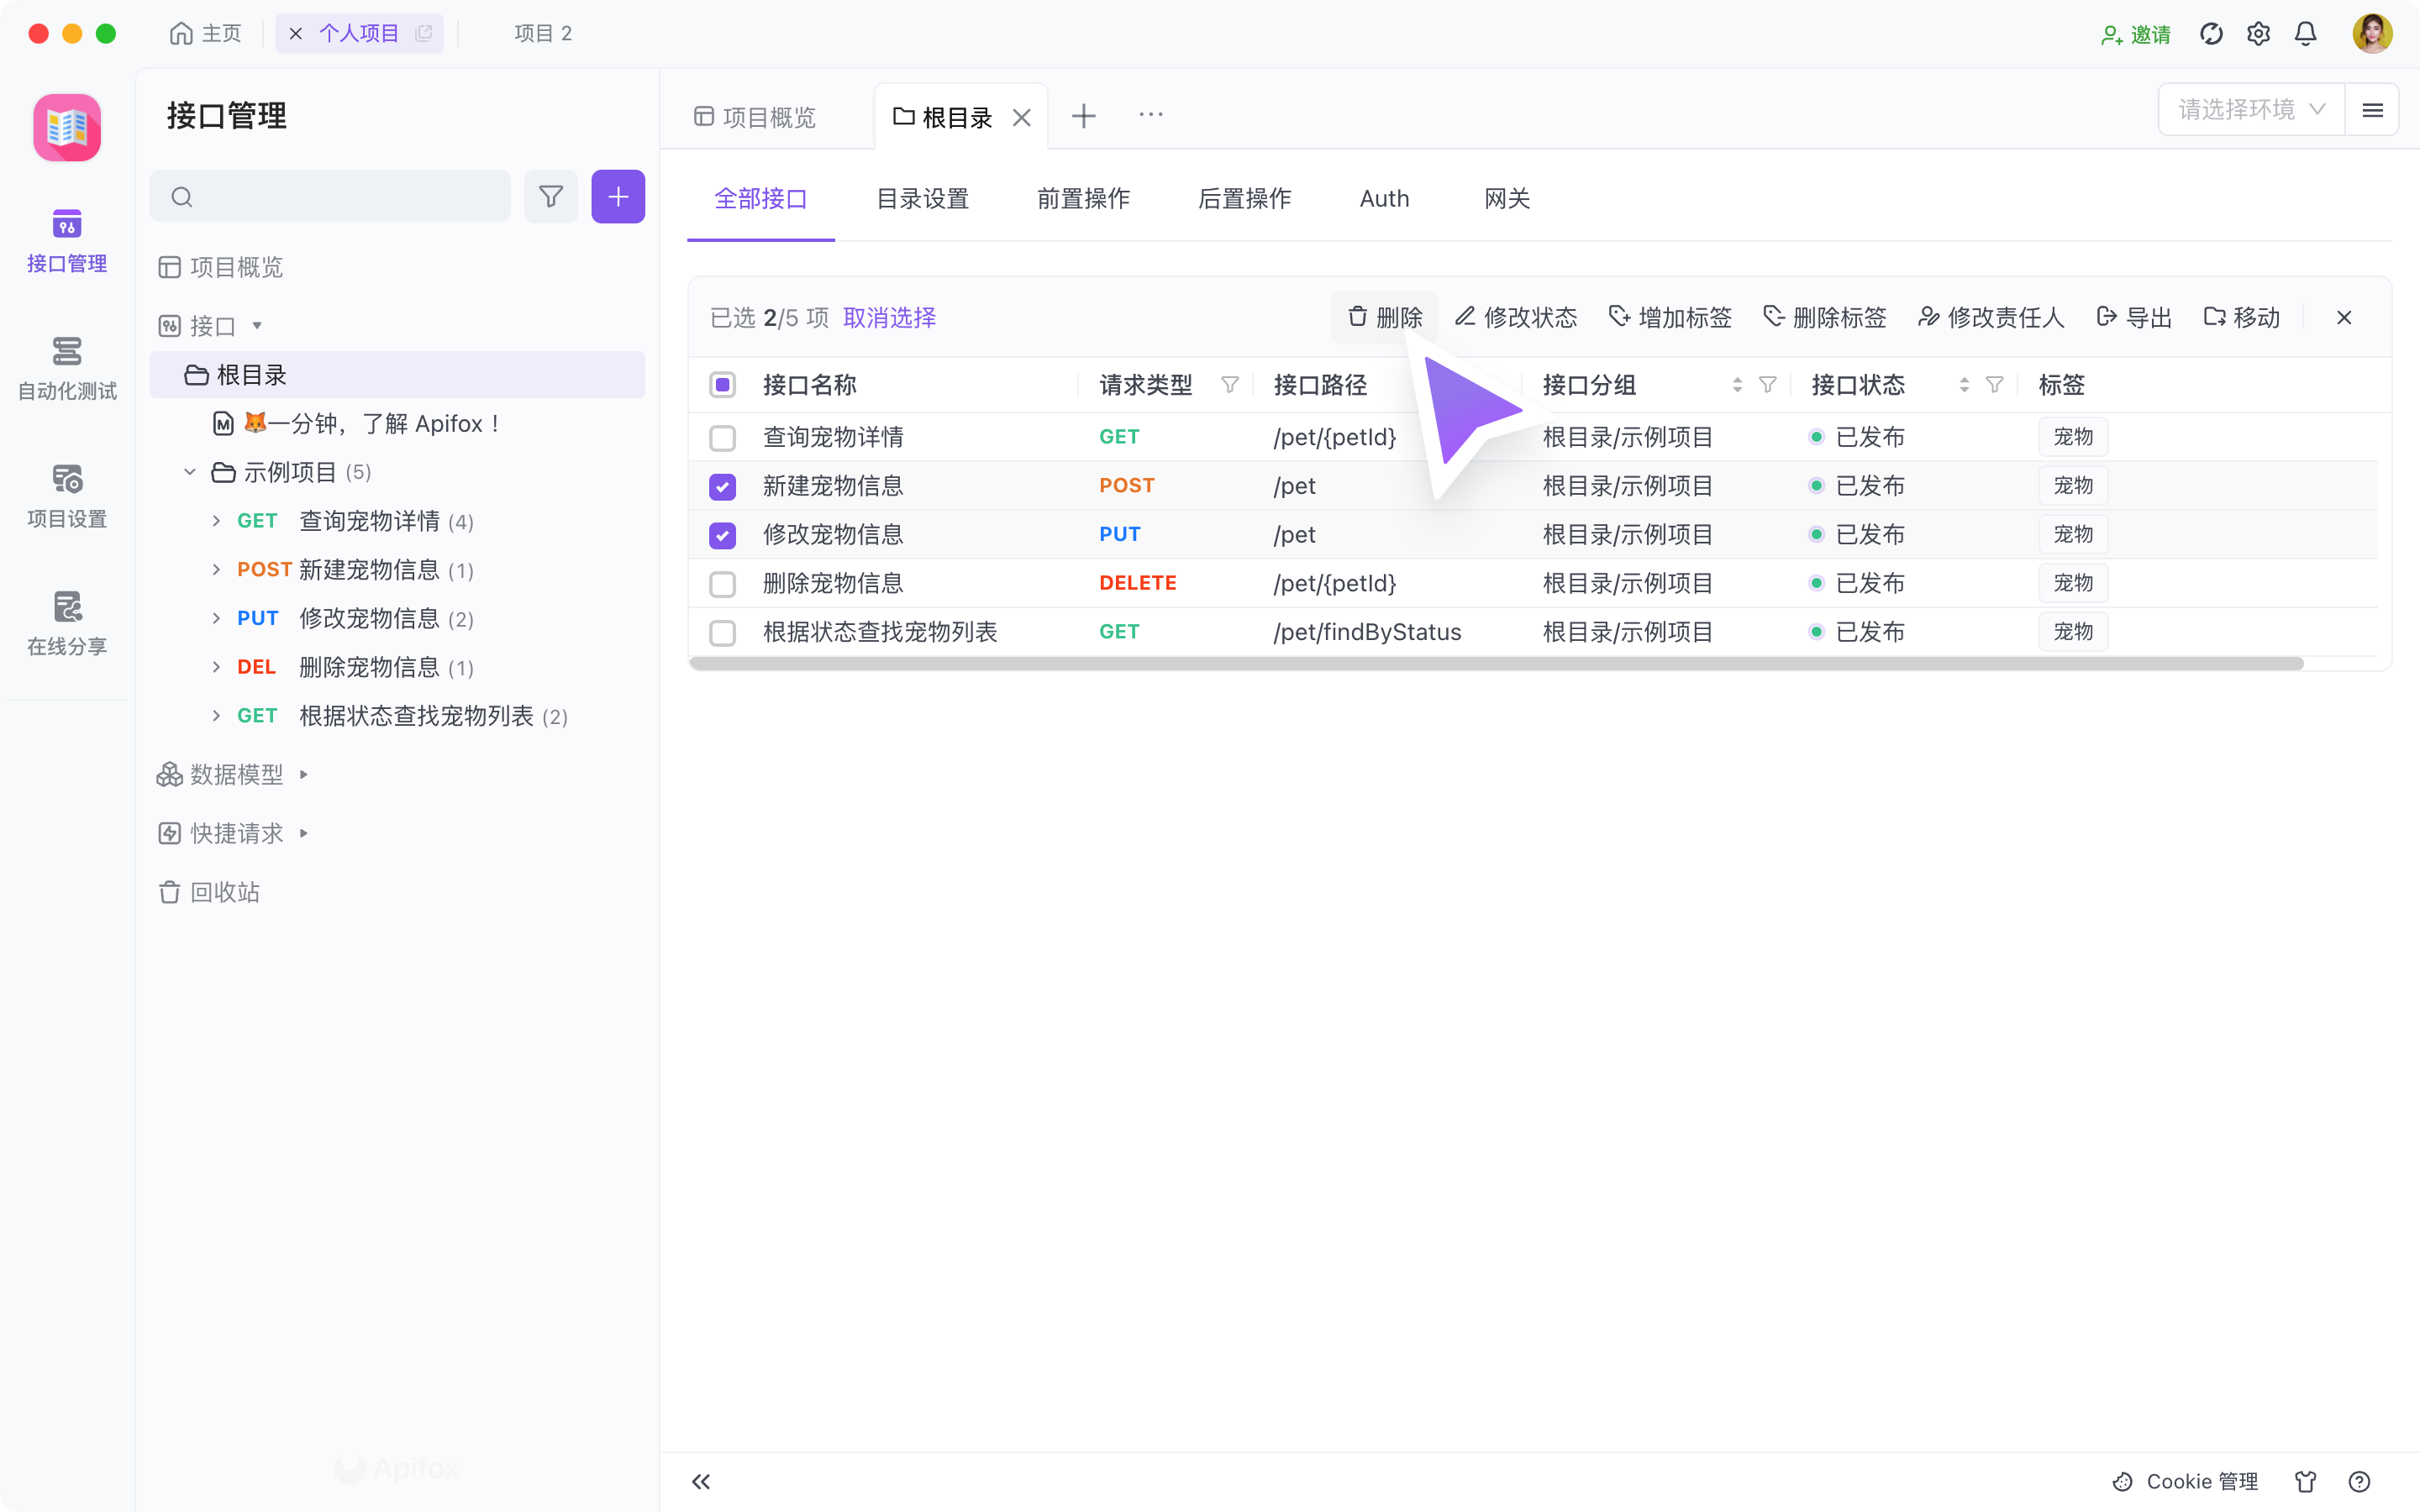 主页
个人项目
项目 2
邀请
接口管理
自动化测试
项目设置
在线分享
接口管理
项目概览
接口
根目录
M 🦊一分钟，了解 Apifox！
示例项目 (5)
GET 查询宠物详情 (4)
POST 新建宠物信息 (1)
PUT 修改宠物信息 (2)
DEL 删除宠物信息 (1)
GET 根据状态查找宠物列表 (2)
数据模型
快捷请求
回收站
Apifox
项目概览
根目录
请选择环境
全部接口 目录设置 前置操作 后置操作 Auth 网关
已选 2/5 项 取消选择 删除 修改状态 增加标签 删除标签 修改责任人 导出 移动
接口名称 请求类型 接口路径 接口分组 接口状态 标签
查询宠物详情 GET /pet/{petId} 根目录/示例项目 已发布 宠物
新建宠物信息 POST /pet 根目录/示例项目 已发布 宠物
修改宠物信息 PUT /pet 根目录/示例项目 已发布 宠物
删除宠物信息 DELETE /pet/{petId} 根目录/示例项目 已发布 宠物
根据状态查找宠物列表 GET /pet/findByStatus 根目录/示例项目 已发布 宠物
Cookie 管理